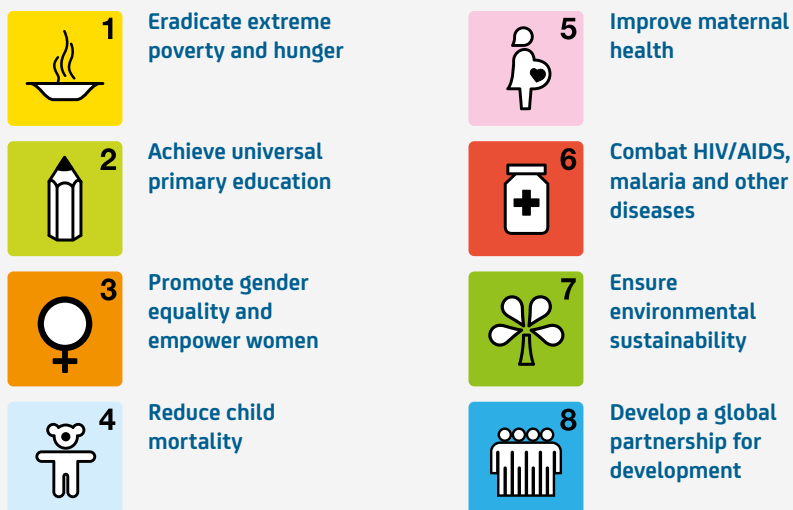 1
Eradicate extreme
poverty and hunger
2
Achieve universal
primary education
3
Promote gender
equality and
empower women
4
Reduce child
mortality
5
Improve maternal
health
6
Combat HIV/AIDS,
malaria and other
diseases
7
Ensure
environmental
sustainability
8
Develop a global
partnership for
development